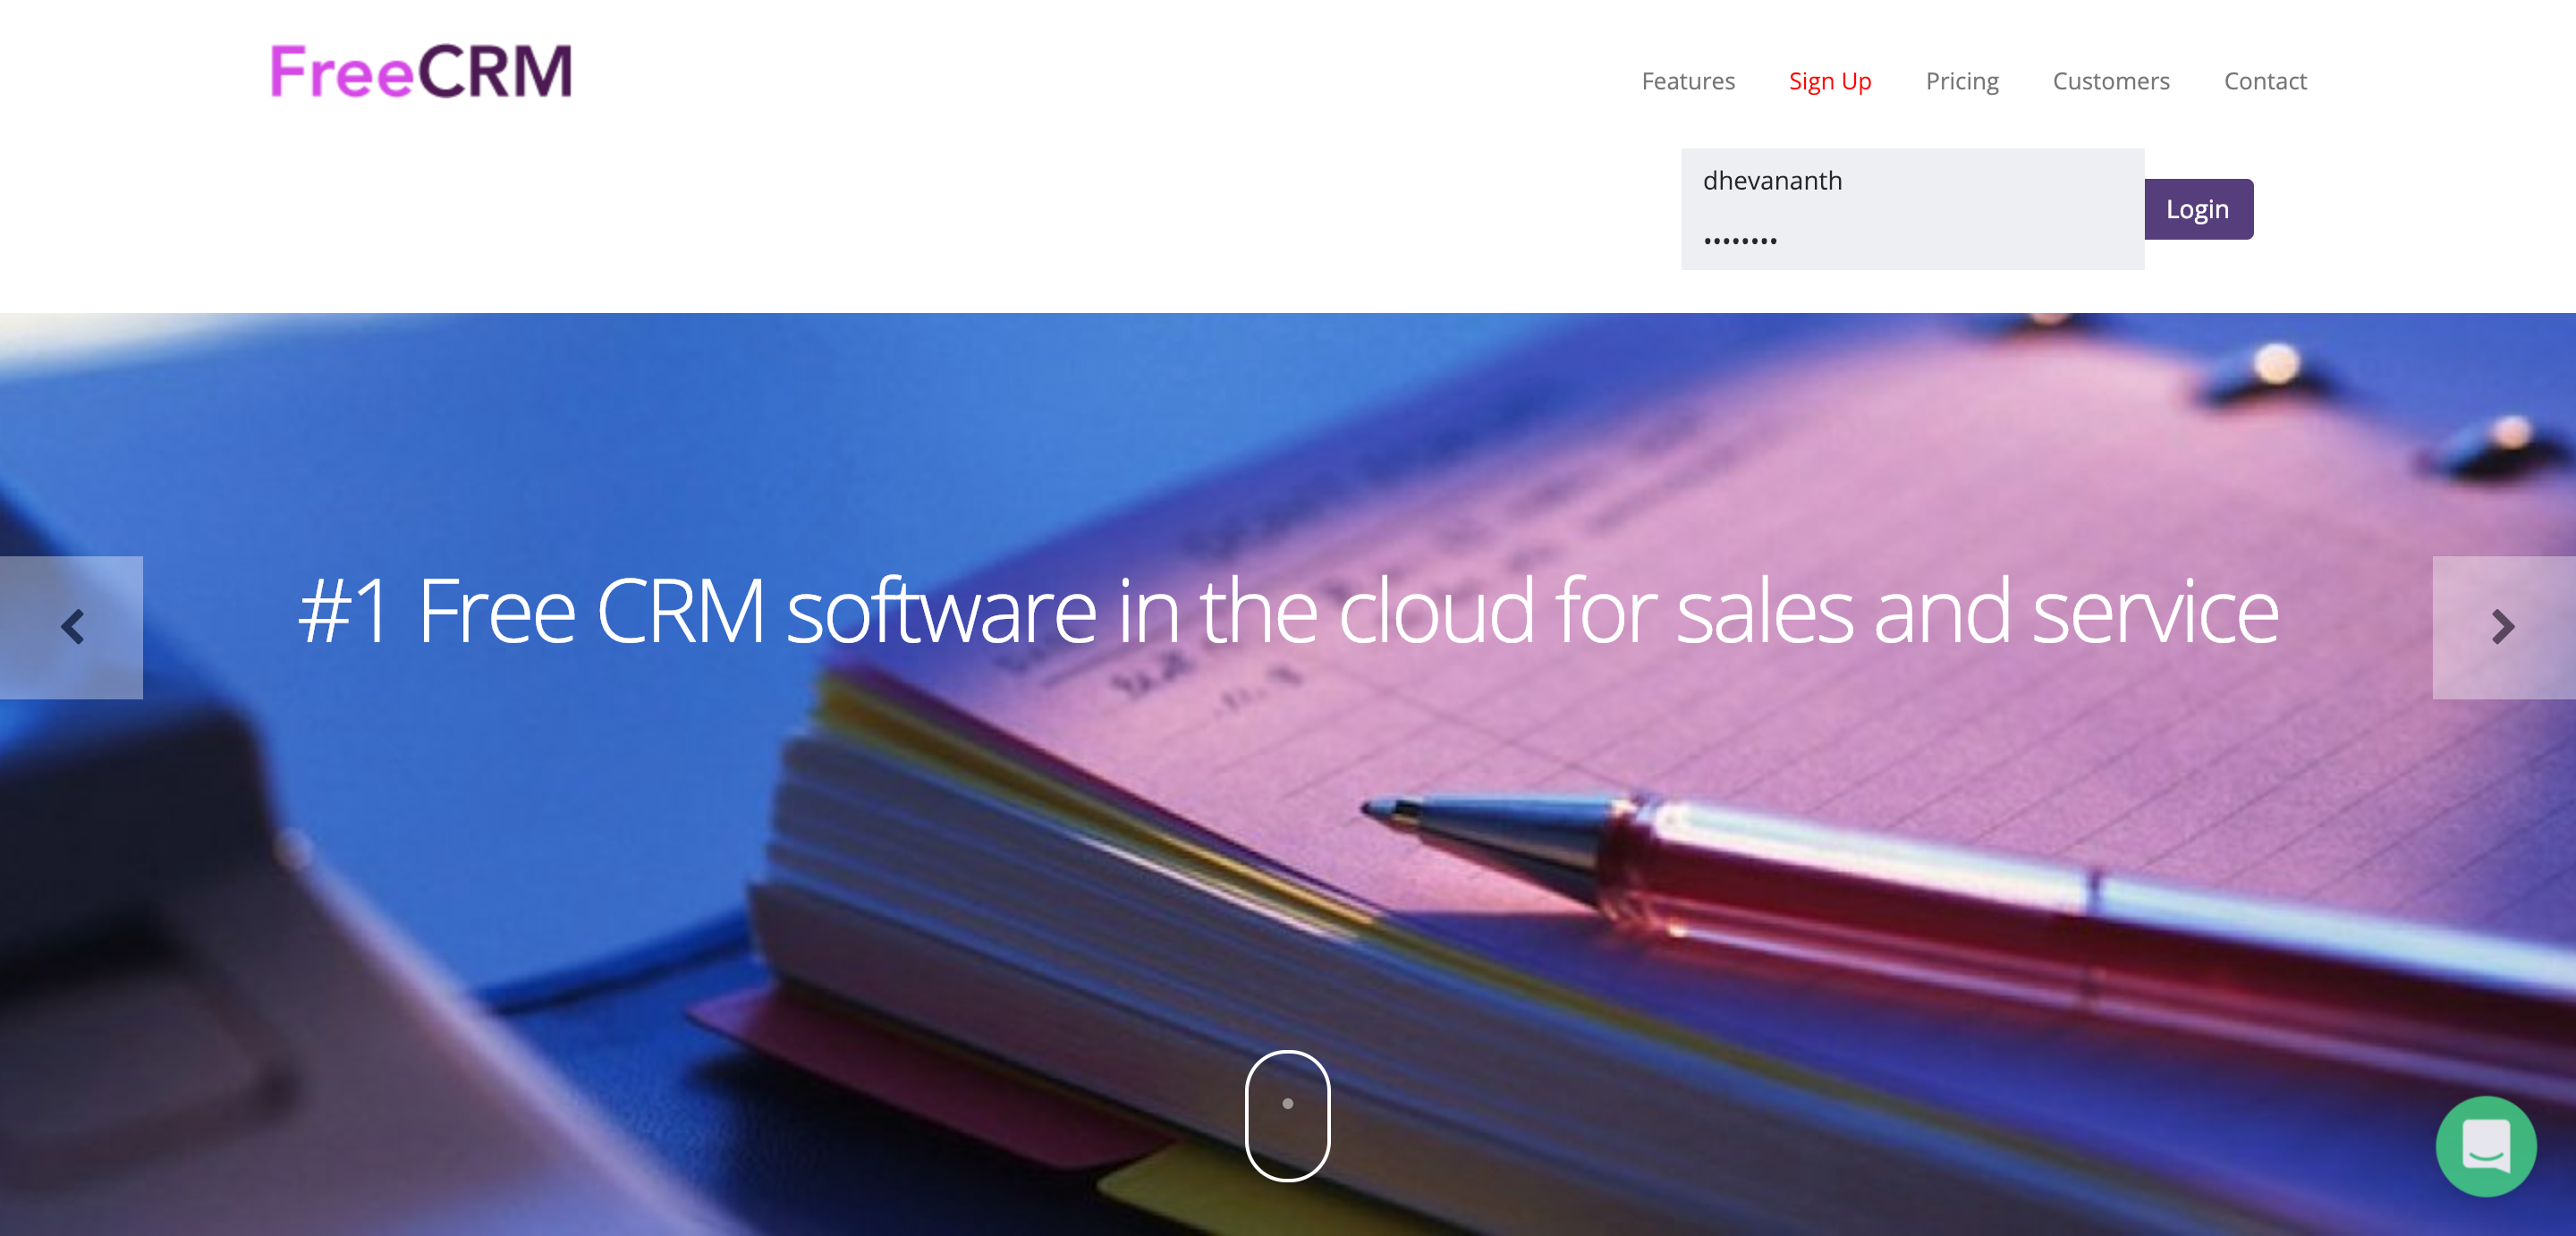 FreeCRM
Features Sign Up Pricing Customers Contact
dhevananth
••••••••
Login
#1 Free CRM software in the cloud for sales and service